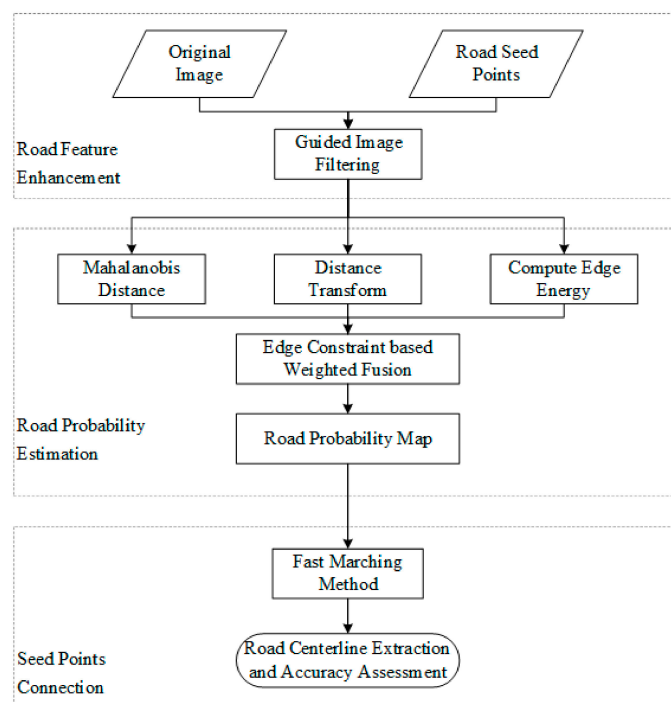 Original
Image
Road Seed
Points
Guided Image
Filtering
Road Feature
Enhancement
Mahalanobis
Distance
Distance
Transform
Compute Edge
Energy
Edge Constraint based
Weighted Fusion
Road Probability Map
Road Probability
Estimation
Fast Marching
Method
Road Centerline Extraction
and Accuracy Assessment
Seed Points
Connection